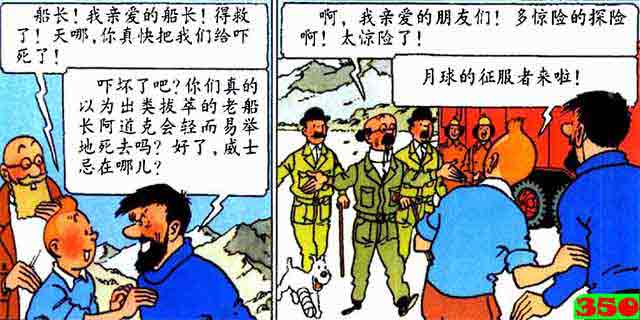 船长！我亲爱的船长！得救
了！天哪,你真快把我们给吓
死了！
吓坏了吧？你们真的
以为出类拔萃的老船
长阿道克会轻而易举
地死去吗？好了,威士
忌在哪儿？
啊，我亲爱的朋友们！多惊险的探险
啊！太惊险了！
月球的征服者来啦！
350